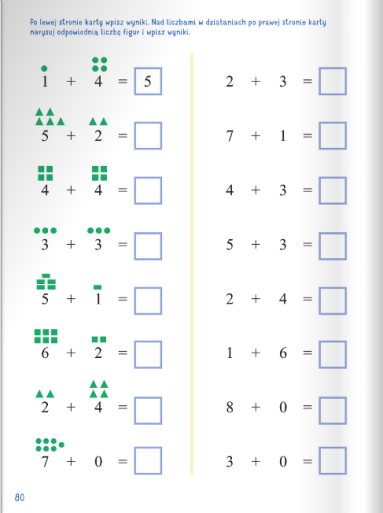 Po lewej stronie karty wpisz wyniki. Nad liczbami w działaniach po prawej stronie karty
narysuj odpowiednią liczbę figur i wpisz wyniki.
1 + 4 = 5
2 + 3 =
5 + 2 =
7 + 1 =
4 + 4 =
4 + 3 =
3 + 3 =
5 + 3 =
5 + 1 =
2 + 4 =
6 + 2 =
1 + 6 =
2 + 4 =
8 + 0 =
7 + 0 =
3 + 0 =
80